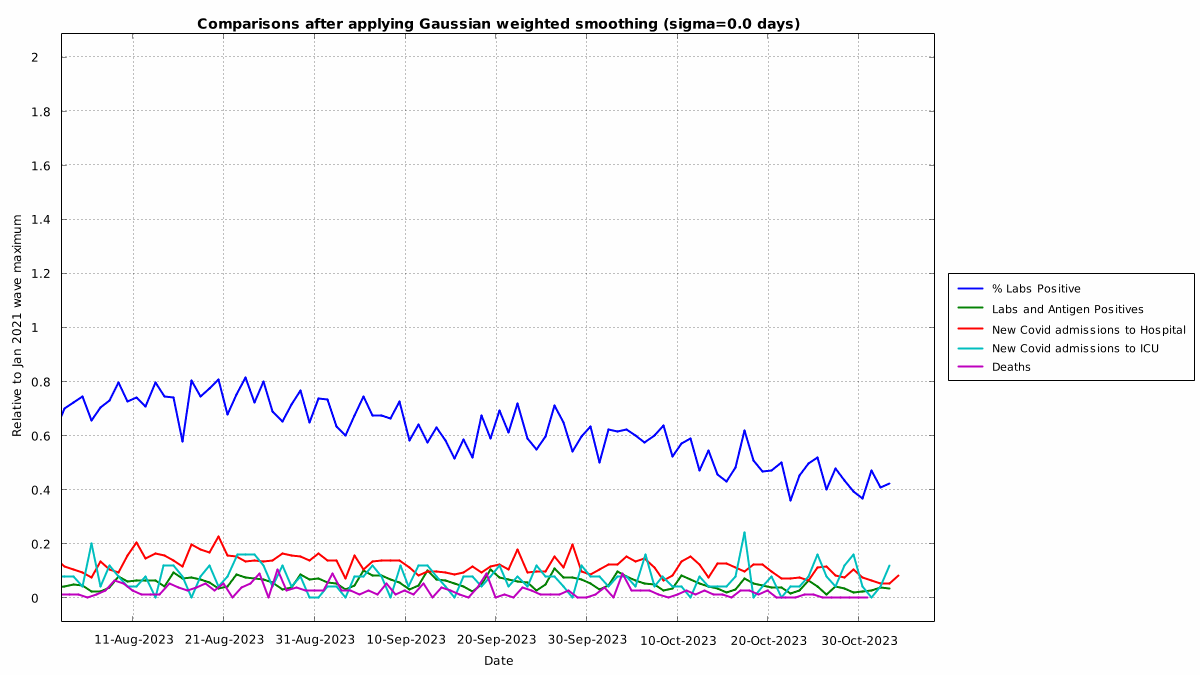 Comparisons after applying Gaussian weighted smoothing (sigma=0.0 days)
Relative to Jan 2021 wave maximum
2
1.8
1.6
1.4
1.2
1
0.8
0.6
0.4
0.2
0
11-Aug-2023 21-Aug-2023 31-Aug-2023 10-Sep-2023 20-Sep-2023 30-Sep-2023 10-Oct-2023 20-Oct-2023 30-Oct-2023
Date
% Labs Positive
Labs and Antigen Positives
New Covid admissions to Hospital
New Covid admissions to ICU
Deaths